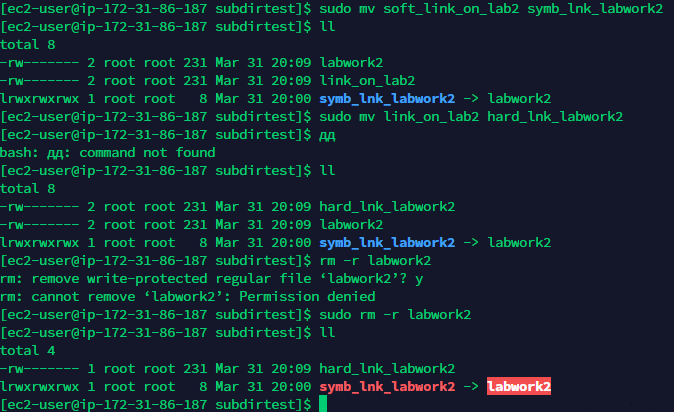 [ec2-user@ip-172-31-86-187 subdirtest]$ sudo mv soft_link_on_lab2 symb_lnk_labwork2
[ec2-user@ip-172-31-86-187 subdirtest]$ ll
total 8
-rw------- 2 root root 231 Mar 31 20:09 labwork2
-rw------- 2 root root 231 Mar 31 20:09 link_on_lab2
lrwxrwxrwx 1 root root   8 Mar 31 20:00 symb_lnk_labwork2 -> labwork2
[ec2-user@ip-172-31-86-187 subdirtest]$ sudo mv link_on_lab2 hard_lnk_labwork2
[ec2-user@ip-172-31-86-187 subdirtest]$ дд
bash: дд: command not found
[ec2-user@ip-172-31-86-187 subdirtest]$ ll
total 8
-rw------- 2 root root 231 Mar 31 20:09 hard_lnk_labwork2
-rw------- 2 root root 231 Mar 31 20:09 labwork2
lrwxrwxrwx 1 root root   8 Mar 31 20:00 symb_lnk_labwork2 -> labwork2
[ec2-user@ip-172-31-86-187 subdirtest]$ rm -r labwork2
rm: remove write-protected regular file ‘labwork2’? y
rm: cannot remove ‘labwork2’: Permission denied
[ec2-user@ip-172-31-86-187 subdirtest]$ sudo rm -r labwork2
[ec2-user@ip-172-31-86-187 subdirtest]$ ll
total 4
-rw------- 1 root root 231 Mar 31 20:09 hard_lnk_labwork2
lrwxrwxrwx 1 root root   8 Mar 31 20:00 symb_lnk_labwork2 -> labwork2
[ec2-user@ip-172-31-86-187 subdirtest]$